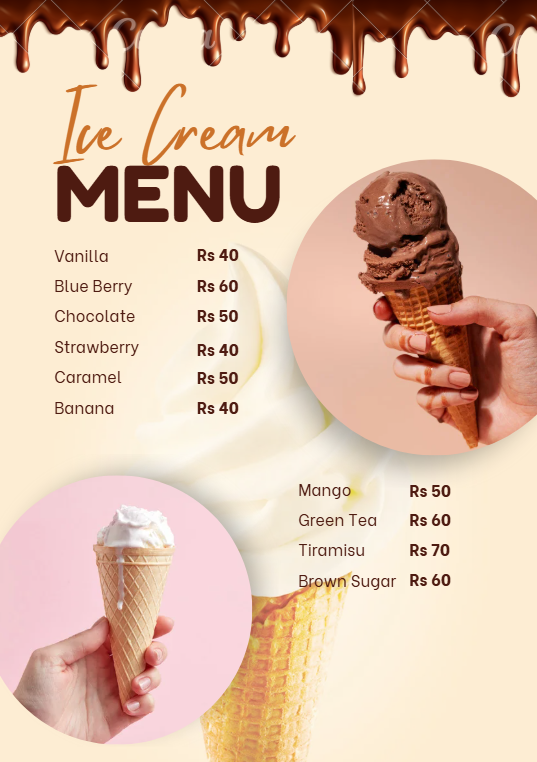 Ice Cream
MENU
Vanilla Rs 40
Blue Berry Rs 60
Chocolate Rs 50
Strawberry Rs 40
Caramel Rs 50
Banana Rs 40
Mango Rs 50
Green Tea Rs 60
Tiramisu Rs 70
Brown Sugar Rs 60